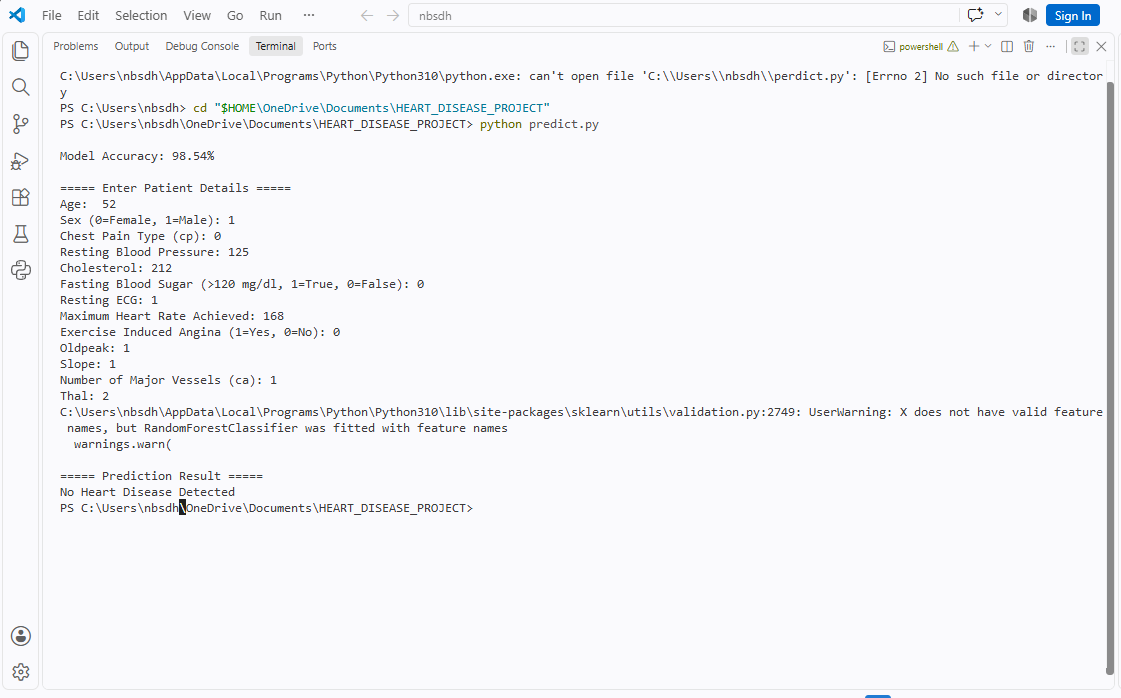 File Edit Selection View Go Run ··· nbsdh Sign In
Problems Output Debug Console Terminal Ports powershell
C:\Users\nbsdh\AppData\Local\Programs\Python\Python310\python.exe: can't open file 'C:\\Users\\nbsdh\\perdict.py': [Errno 2] No such file or director
y
PS C:\Users\nbsdh> cd "$HOME\OneDrive\Documents\HEART_DISEASE_PROJECT"
PS C:\Users\nbsdh\OneDrive\Documents\HEART_DISEASE_PROJECT> python predict.py
Model Accuracy: 98.54%
===== Enter Patient Details =====
Age:  52
Sex (0=Female, 1=Male): 1
Chest Pain Type (cp): 0
Resting Blood Pressure: 125
Cholesterol: 212
Fasting Blood Sugar (>120 mg/dl, 1=True, 0=False): 0
Resting ECG: 1
Maximum Heart Rate Achieved: 168
Exercise Induced Angina (1=Yes, 0=No): 0
Oldpeak: 1
Slope: 1
Number of Major Vessels (ca): 1
Thal: 2
C:\Users\nbsdh\AppData\Local\Programs\Python\Python310\lib\site-packages\sklearn\utils\validation.py:2749: UserWarning: X does not have valid feature
names, but RandomForestClassifier was fitted with feature names
warnings.warn(
===== Prediction Result =====
No Heart Disease Detected
PS C:\Users\nbsdh\OneDrive\Documents\HEART_DISEASE_PROJECT>